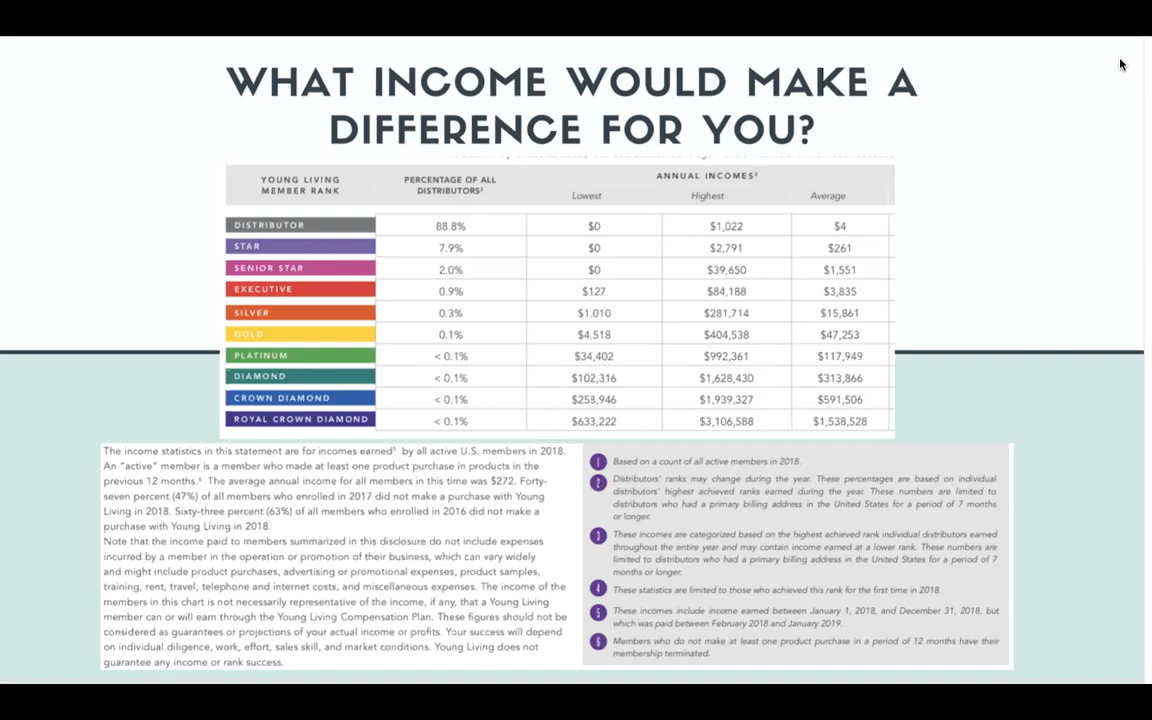 WHAT INCOME WOULD MAKE A
DIFFERENCE FOR YOU?
YOUNG LIVING
MEMBER RANK
PERCENTAGE OF ALL
DISTRIBUTORS²
ANNUAL INCOMES³
Lowest Highest Average
DISTRIBUTOR 88.8% $0 $1,022 $4
STAR 7.9% $0 $2,791 $261
SENIOR STAR 2.0% $0 $39,650 $1,551
EXECUTIVE 0.9% $127 $84,188 $3,835
SILVER 0.3% $1,010 $281,714 $15,861
GOLD 0.1% $4,518 $404,538 $47,253
PLATINUM < 0.1% $34,402 $992,361 $117,949
DIAMOND < 0.1% $102,316 $1,628,430 $313,866
CROWN DIAMOND < 0.1% $258,946 $1,939,327 $591,506
ROYAL CROWN DIAMOND < 0.1% $633,222 $3,106,588 $1,538,528
The income statistics in this statement are for incomes earned⁵ by all active U.S. members in 2018.
An "active" member is a member who made at least one product purchase in products in the
previous 12 months.⁶ The average annual income for all members in this time was $272. Forty-
seven percent (47%) of all members who enrolled in 2017 did not make a purchase with Young
Living in 2018. Sixty-three percent (63%) of all members who enrolled in 2016 did not make a
purchase with Young Living in 2018.
Note that the income paid to members summarized in this disclosure do not include expenses
incurred by a member in the operation or promotion of their business, which can vary widely
and might include product purchases, advertising or promotional expenses, product samples,
training, rent, travel, telephone and internet costs, and miscellaneous expenses. The income of the
members in this chart is not necessarily representative of the income, if any, that a Young Living
member can or will earn through the Young Living Compensation Plan. These figures should not be
considered as guarantees or projections of your actual income or profits. Your success will depend
on individual diligence, work, effort, sales skill, and market conditions. Young Living does not
guarantee any income or rank success.
1 Based on a count of all active members in 2018.
2 Distributors' ranks may change during the year. These percentages are based on individual
distributors' highest achieved ranks earned during the year. These numbers are limited to
distributors who had a primary billing address in the United States for a period of 7 months
or longer.
3 These incomes are categorized based on the highest achieved rank individual distributors earned
throughout the entire year and may contain income earned at a lower rank. These numbers are
limited to distributors who had a primary billing address in the United States for a period of 7
months or longer.
4 These statistics are limited to those who achieved this rank for the first time in 2018.
5 These incomes include income earned between January 1, 2018, and December 31, 2018, but
which was paid between February 2018 and January 2019.
6 Members who do not make at least one product purchase in a period of 12 months have their
membership terminated.